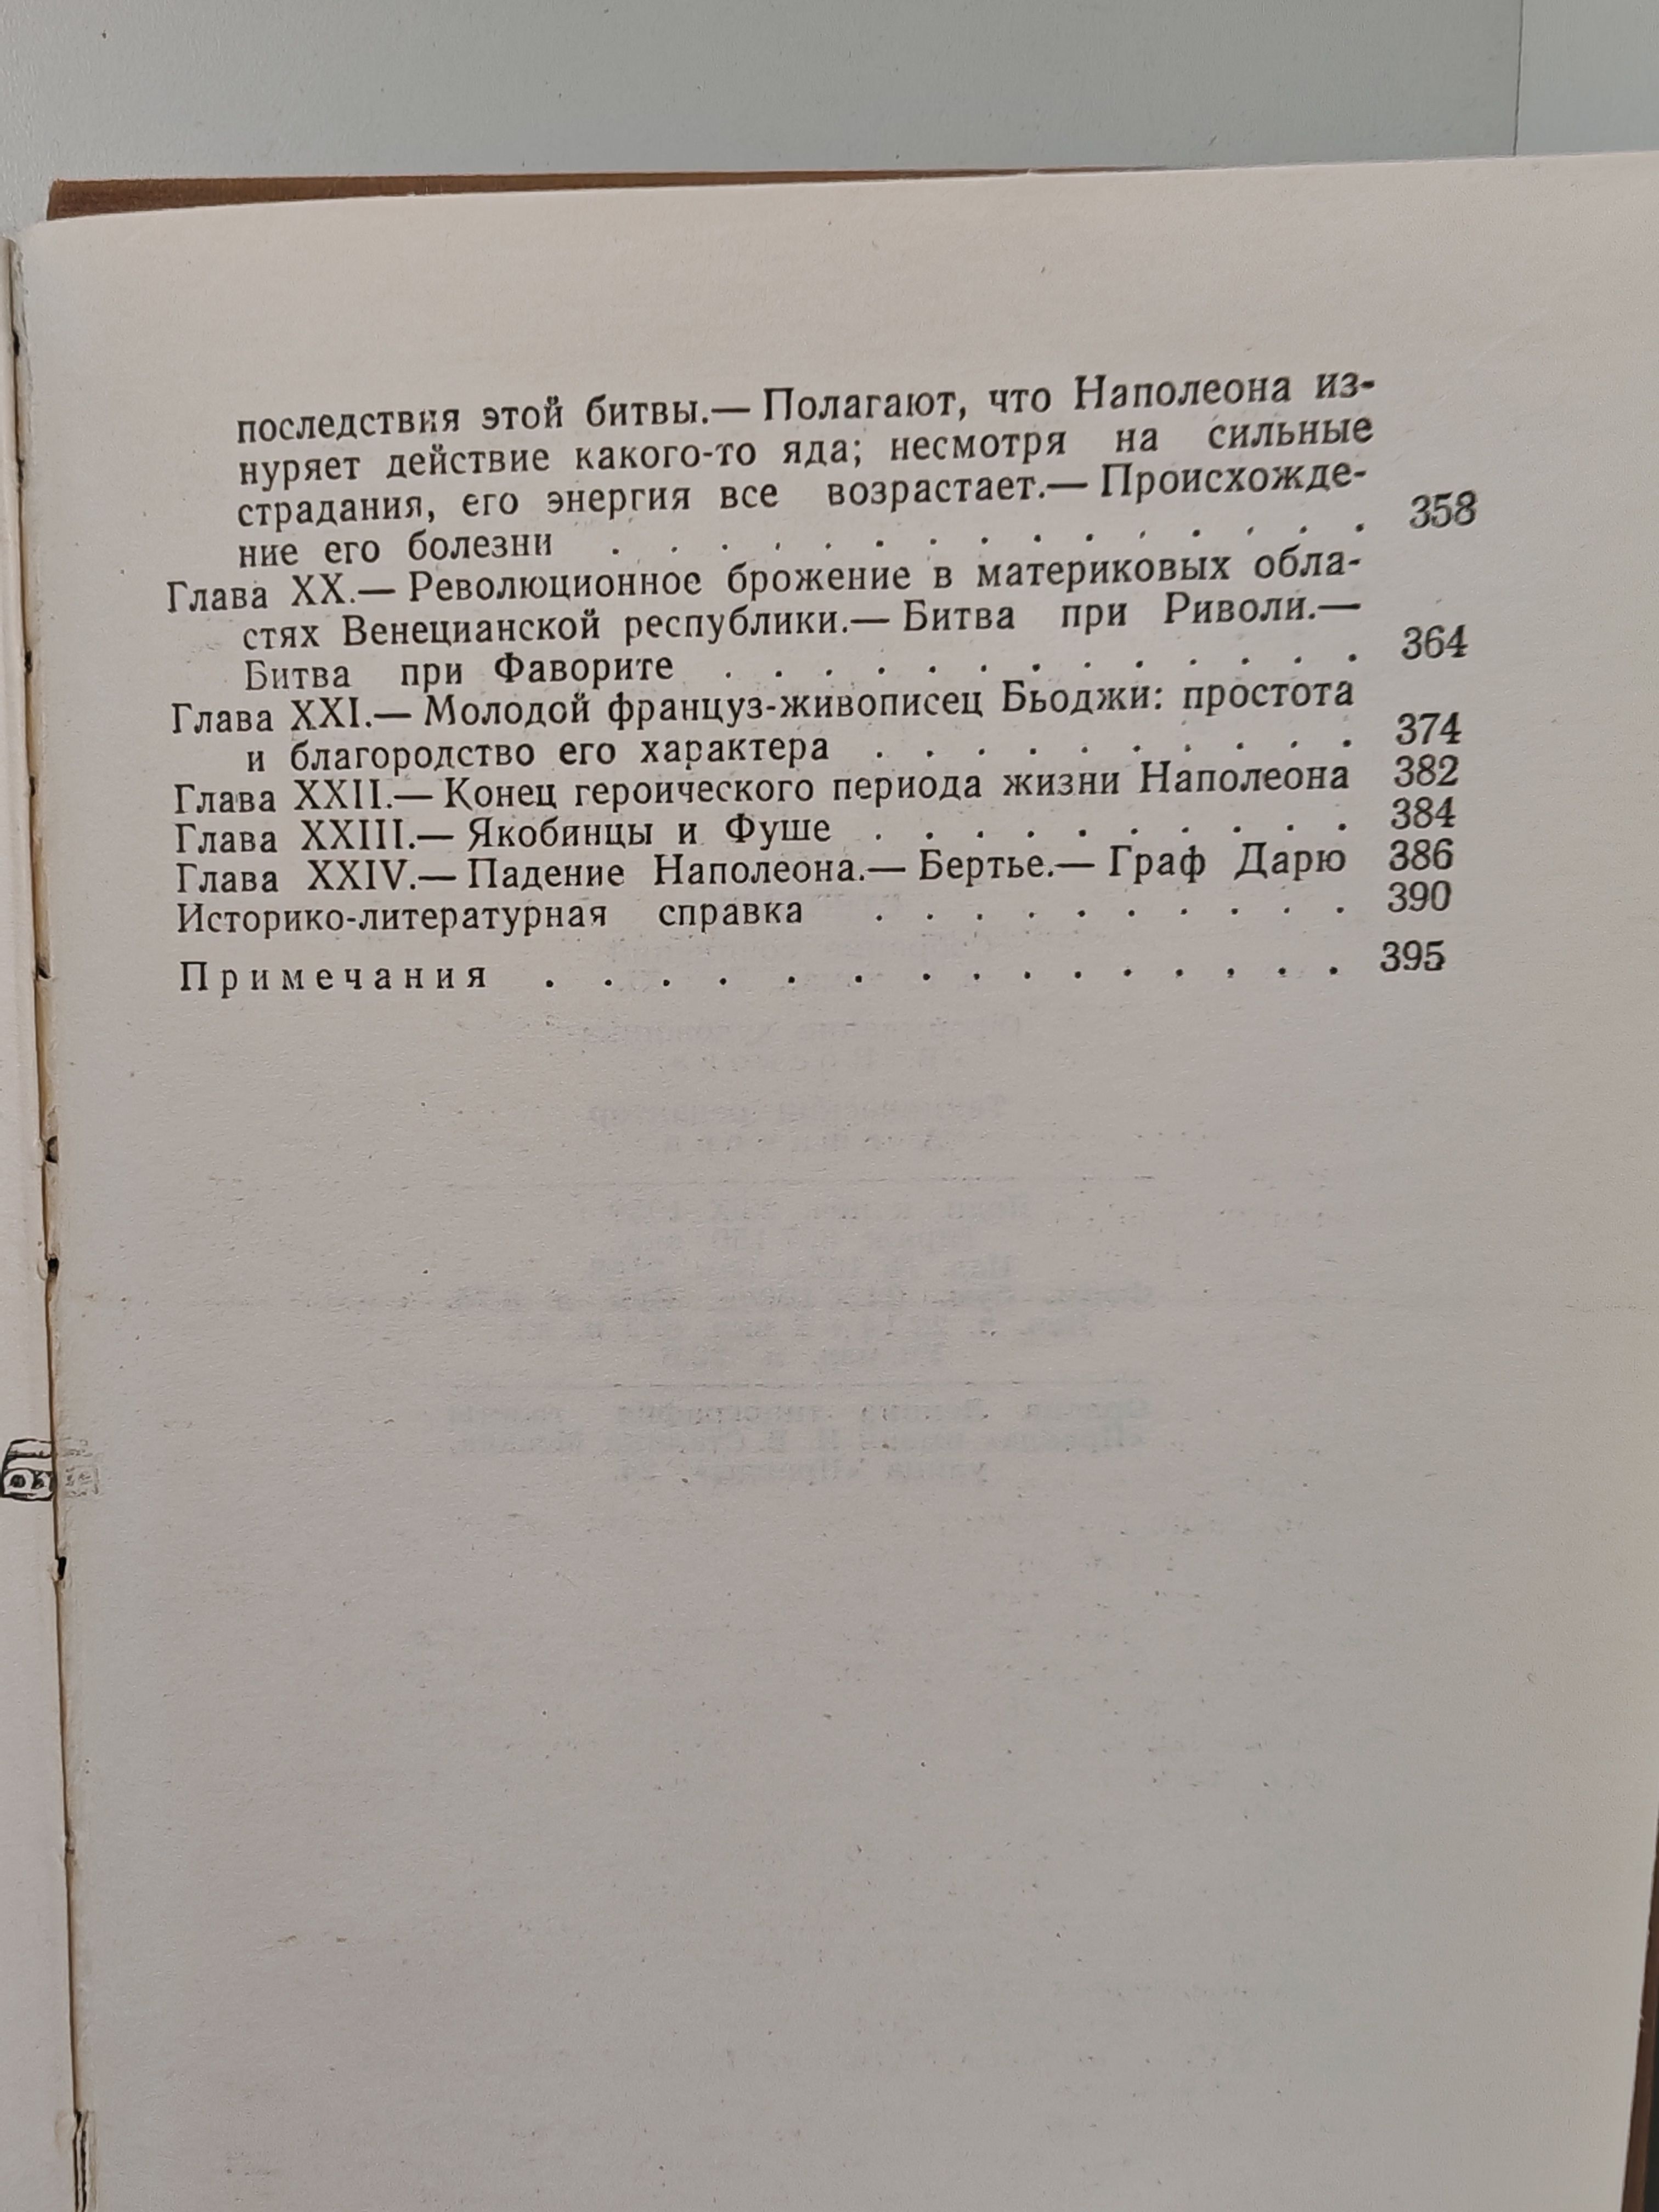 последствия этой битвы.— Полагают, что Наполеона из-
нуряет действие какого-то яда; несмотря на сильные
страдания, его энергия все возрастает.— Происхожде-
ние его болезни . . . . . . . . . . . . . . 358
Глава XX.— Революционное брожение в материковых обла-
стях Венецианской республики.— Битва при Риволи.—
Битва при Фаворите . . . . . . . . . . . . . 364
Глава XXI.— Молодой француз-живописец Бьоджи: простота
и благородство его характера . . . . . . . . . . 374
Глава XXII.— Конец героического периода жизни Наполеона 382
Глава XXIII.— Якобинцы и Фуше . . . . . . . . . . 384
Глава XXIV.— Падение Наполеона.— Бертье.— Граф Дарю 386
Историко-литературная справка . . . . . . . . . . 390
Примечания . . . . . . . . . . . . . . . 395